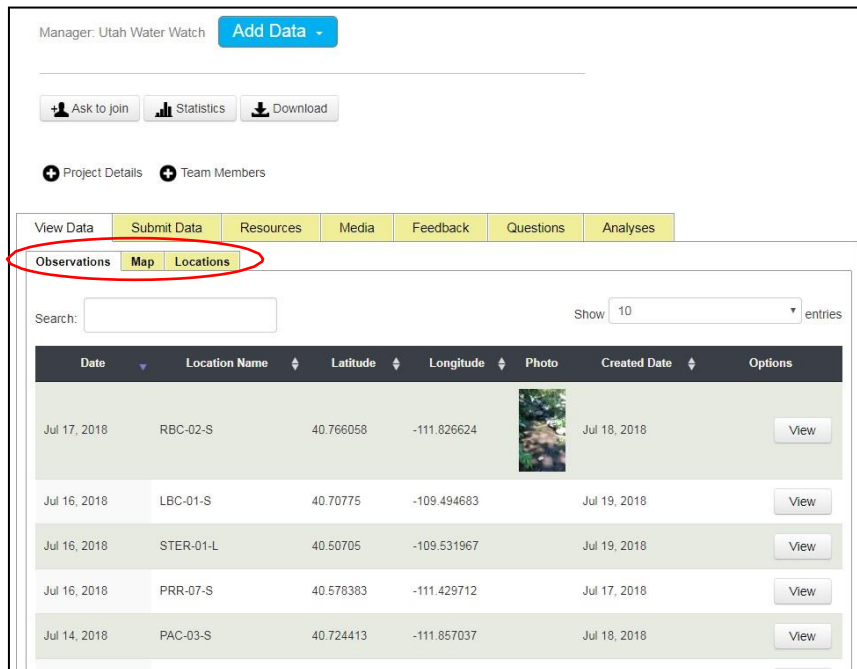 Manager: Utah Water Watch Add Data
Ask to join Statistics Download
Project Details Team Members
View Data Submit Data Resources Media Feedback Questions Analyses
Observations Map Locations
Search: Show 10 entries
Date Location Name Latitude Longitude Photo Created Date Options
Jul 17, 2018 RBC-02-S 40.766058 -111.826624 Jul 18, 2018 View
Jul 16, 2018 LBC-01-S 40.70775 -109.494683 Jul 19, 2018 View
Jul 16, 2018 STER-01-L 40.50705 -109.531967 Jul 19, 2018 View
Jul 16, 2018 PRR-07-S 40.578383 -111.429712 Jul 17, 2018 View
Jul 14, 2018 PAC-03-S 40.724413 -111.857037 Jul 18, 2018 View